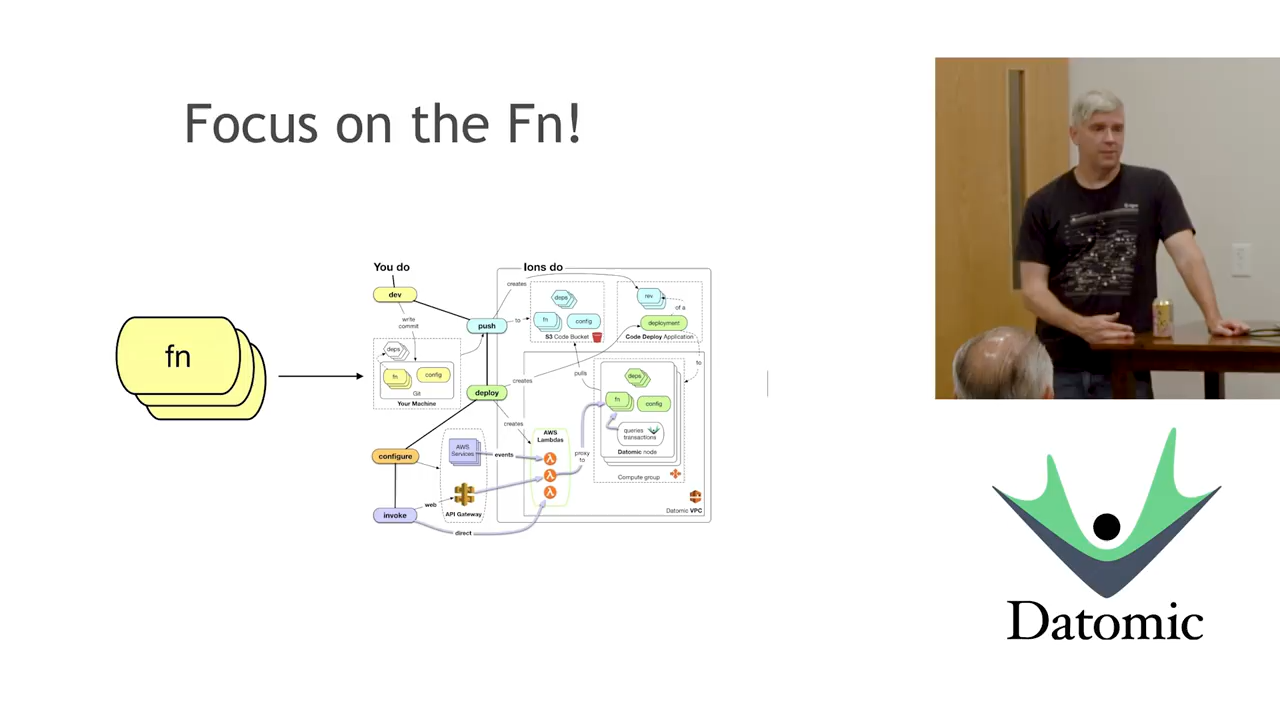 Focus on the Fn!
fn
You do
Ions do
dev
creates
write
commit
push
to
deps
fn
config
S3 Code Bucket
rev
of a
deployment
Code Deploy Application
to
deps
fn
config
Git
Your Machine
creates
pulls
deploy
creates
deps
fn
config
queries
transactions
Datomic node
Compute group
AWS
Lambdas
proxy
to
configure
AWS
Services
events
web
API Gateway
invoke
direct
Datomic VPC
Datomic